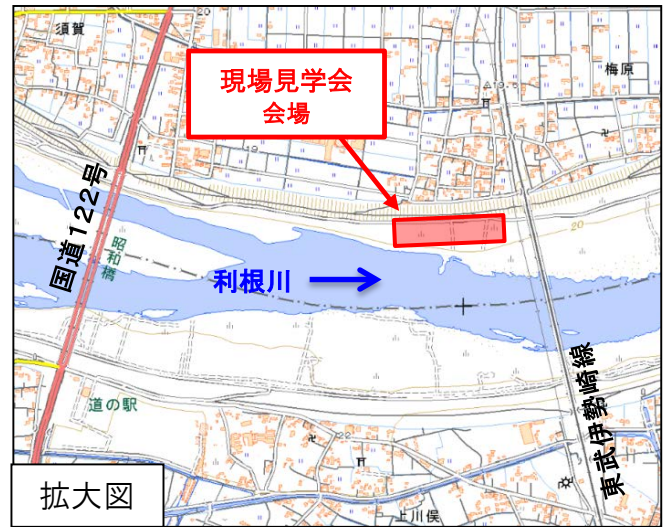 20
須賀
現場見学会
会場
梅原
19
国道122号
昭和橋
20
利根川
道の駅
22
東武伊勢崎線
上川俣
拡大図